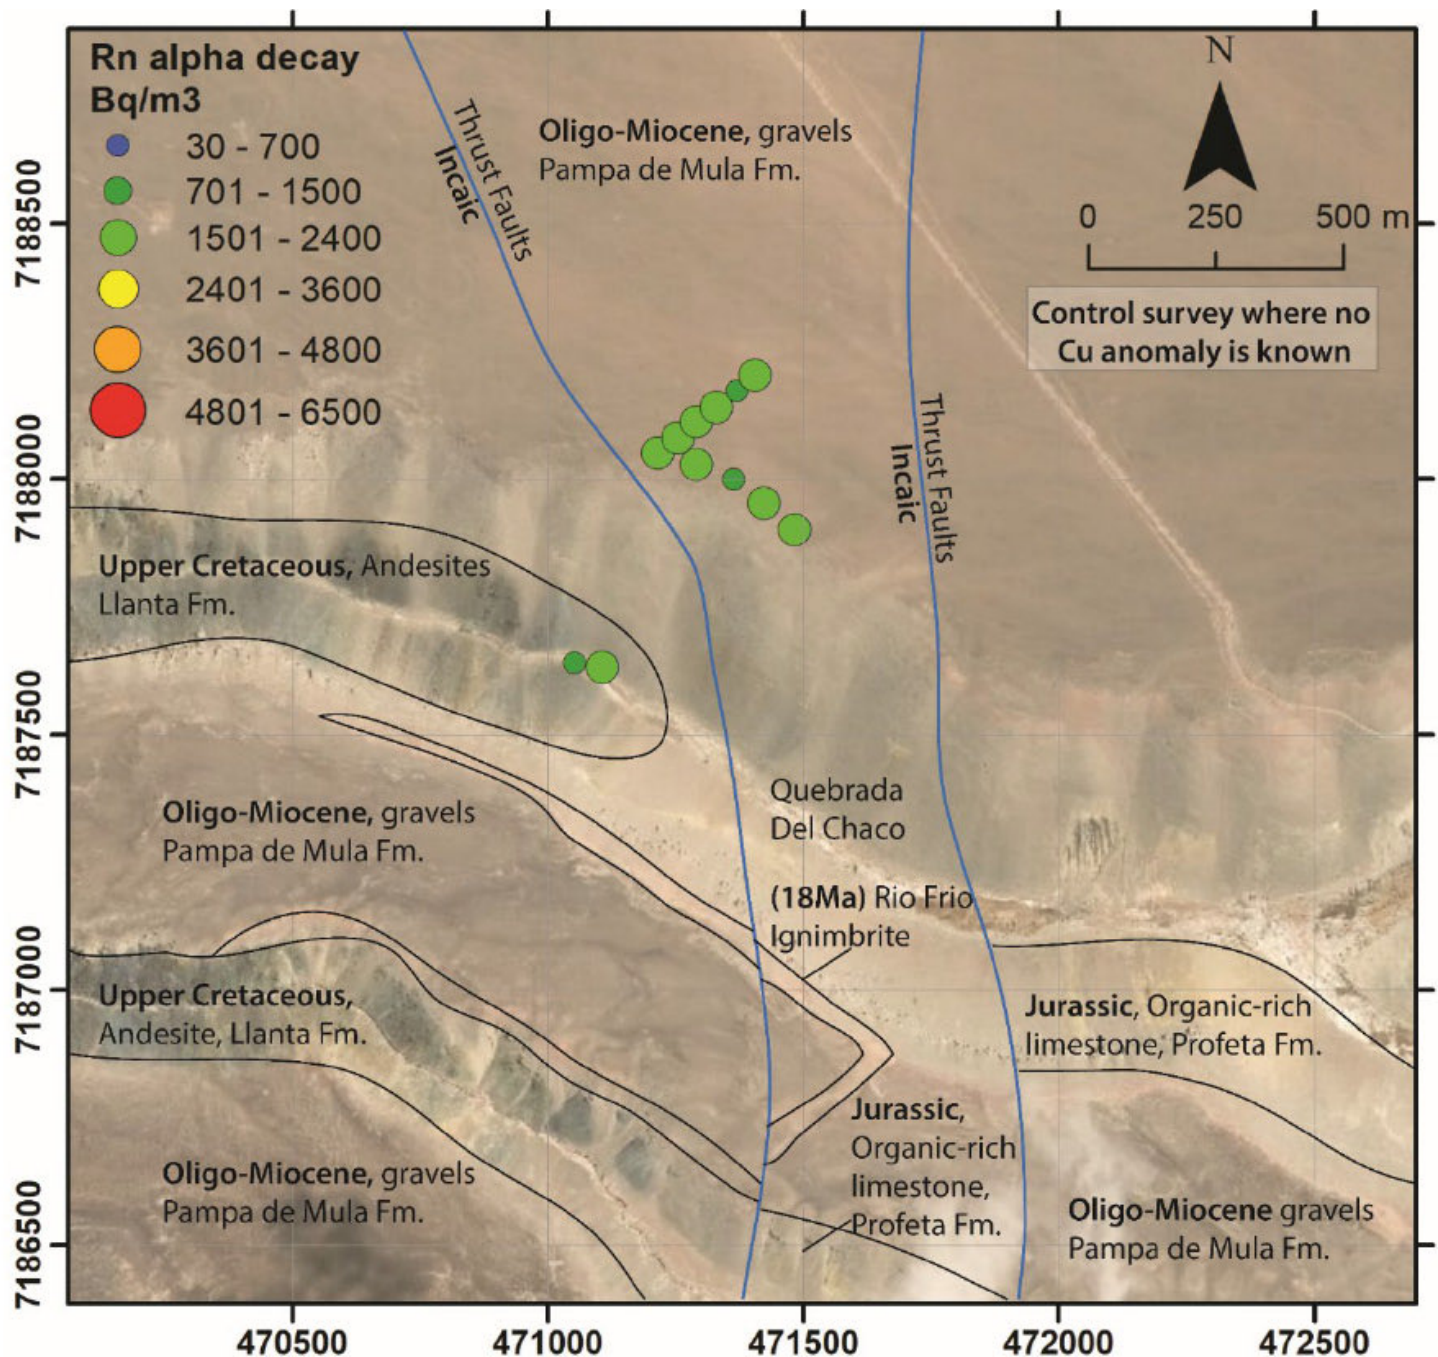 Rn alpha decay
Bq/m3
30 - 700
701 - 1500
1501 - 2400
2401 - 3600
3601 - 4800
4801 - 6500
Thrust Faults
Incaic
Oligo-Miocene, gravels
Pampa de Mula Fm.
N
0 250 500 m
Control survey where no
Cu anomaly is known
Thrust Faults
Incaic
Upper Cretaceous, Andesites
Llanta Fm.
Oligo-Miocene, gravels
Pampa de Mula Fm.
Quebrada
Del Chaco
(18Ma) Rio Frio
Ignimbrite
Upper Cretaceous,
Andesite, Llanta Fm.
Jurassic, Organic-rich
limestone, Profeta Fm.
Jurassic,
Organic-rich
limestone,
Profeta Fm.
Oligo-Miocene, gravels
Pampa de Mula Fm.
Oligo-Miocene gravels
Pampa de Mula Fm.
7188500
7188000
7187500
7187000
7186500
470500 471000 471500 472000 472500